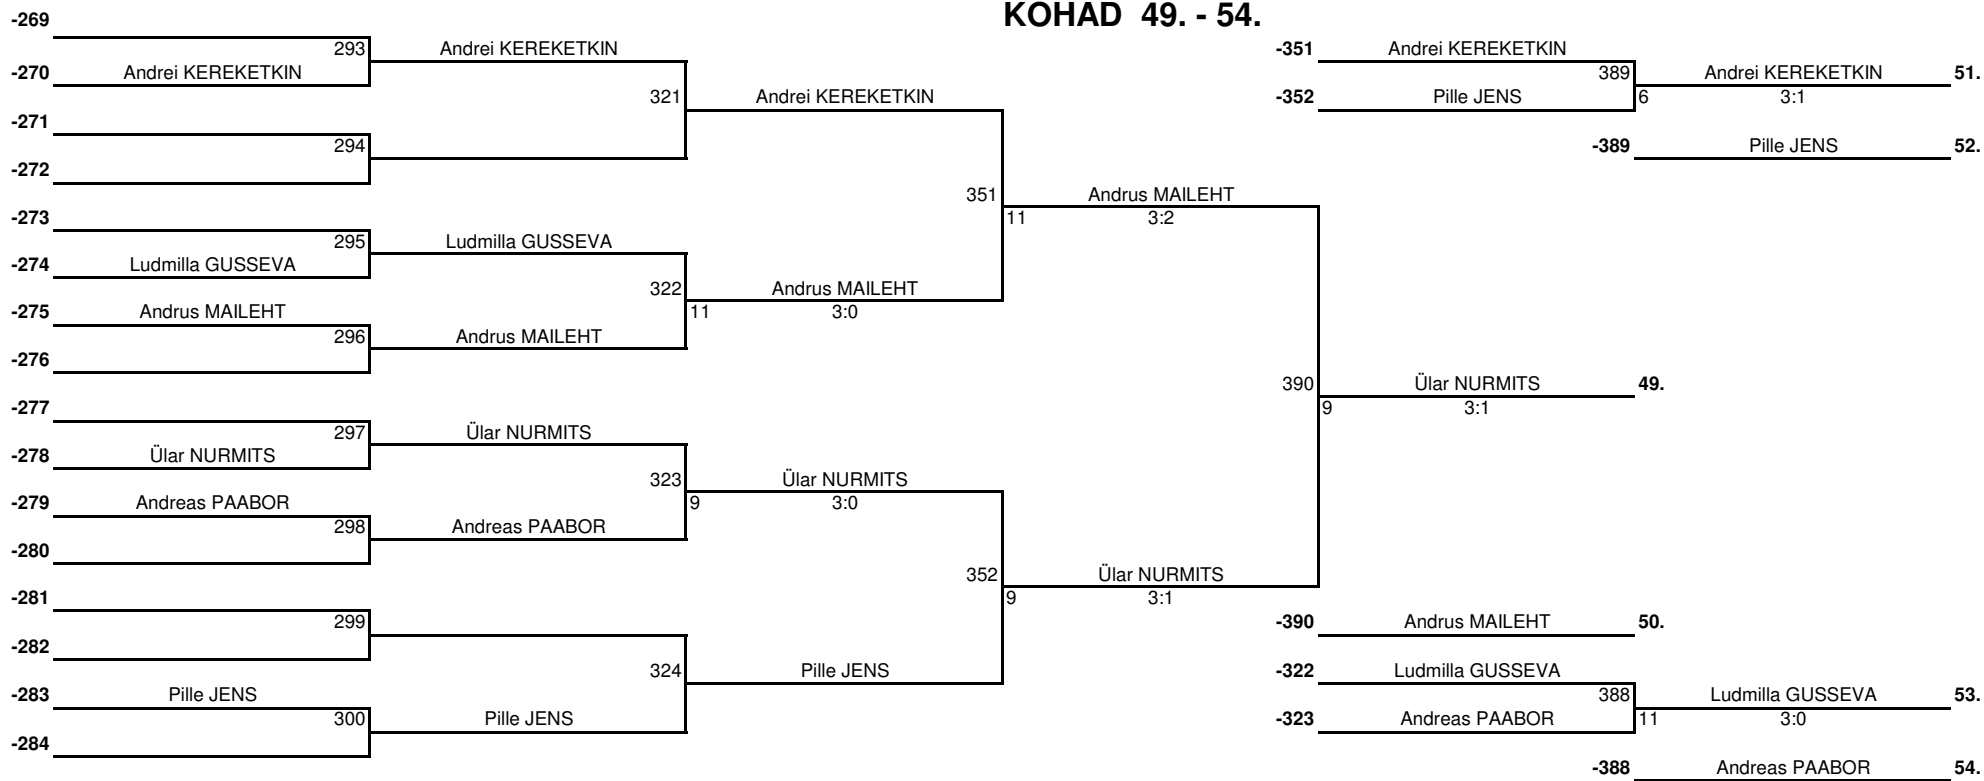 KOHAD 49. - 54.
-269
293 Andrei KEREKETKIN -351 Andrei KEREKETKIN
-270 Andrei KEREKETKIN 389 Andrei KEREKETKIN 51.
321 Andrei KEREKETKIN -352 Pille JENS 6 3:1
-271
294 -389 Pille JENS 52.
-272
351 Andrus MAILEHT
-273 11 3:2
295 Ludmilla GUSSEVA
-274 Ludmilla GUSSEVA
322 Andrus MAILEHT
-275 Andrus MAILEHT 11 3:0
296 Andrus MAILEHT
-276
390 Ülar NURMITS 49.
-277 9 3:1
297 Ülar NURMITS
-278 Ülar NURMITS
323 Ülar NURMITS
-279 Andreas PAABOR 9 3:0
298 Andreas PAABOR
-280
352 Ülar NURMITS
-281 9 3:1
299 -390 Andrus MAILEHT 50.
-282
324 Pille JENS -322 Ludmilla GUSSEVA
-283 Pille JENS 388 Ludmilla GUSSEVA 53.
300 Pille JENS -323 Andreas PAABOR 11 3:0
-284
-388 Andreas PAABOR 54.